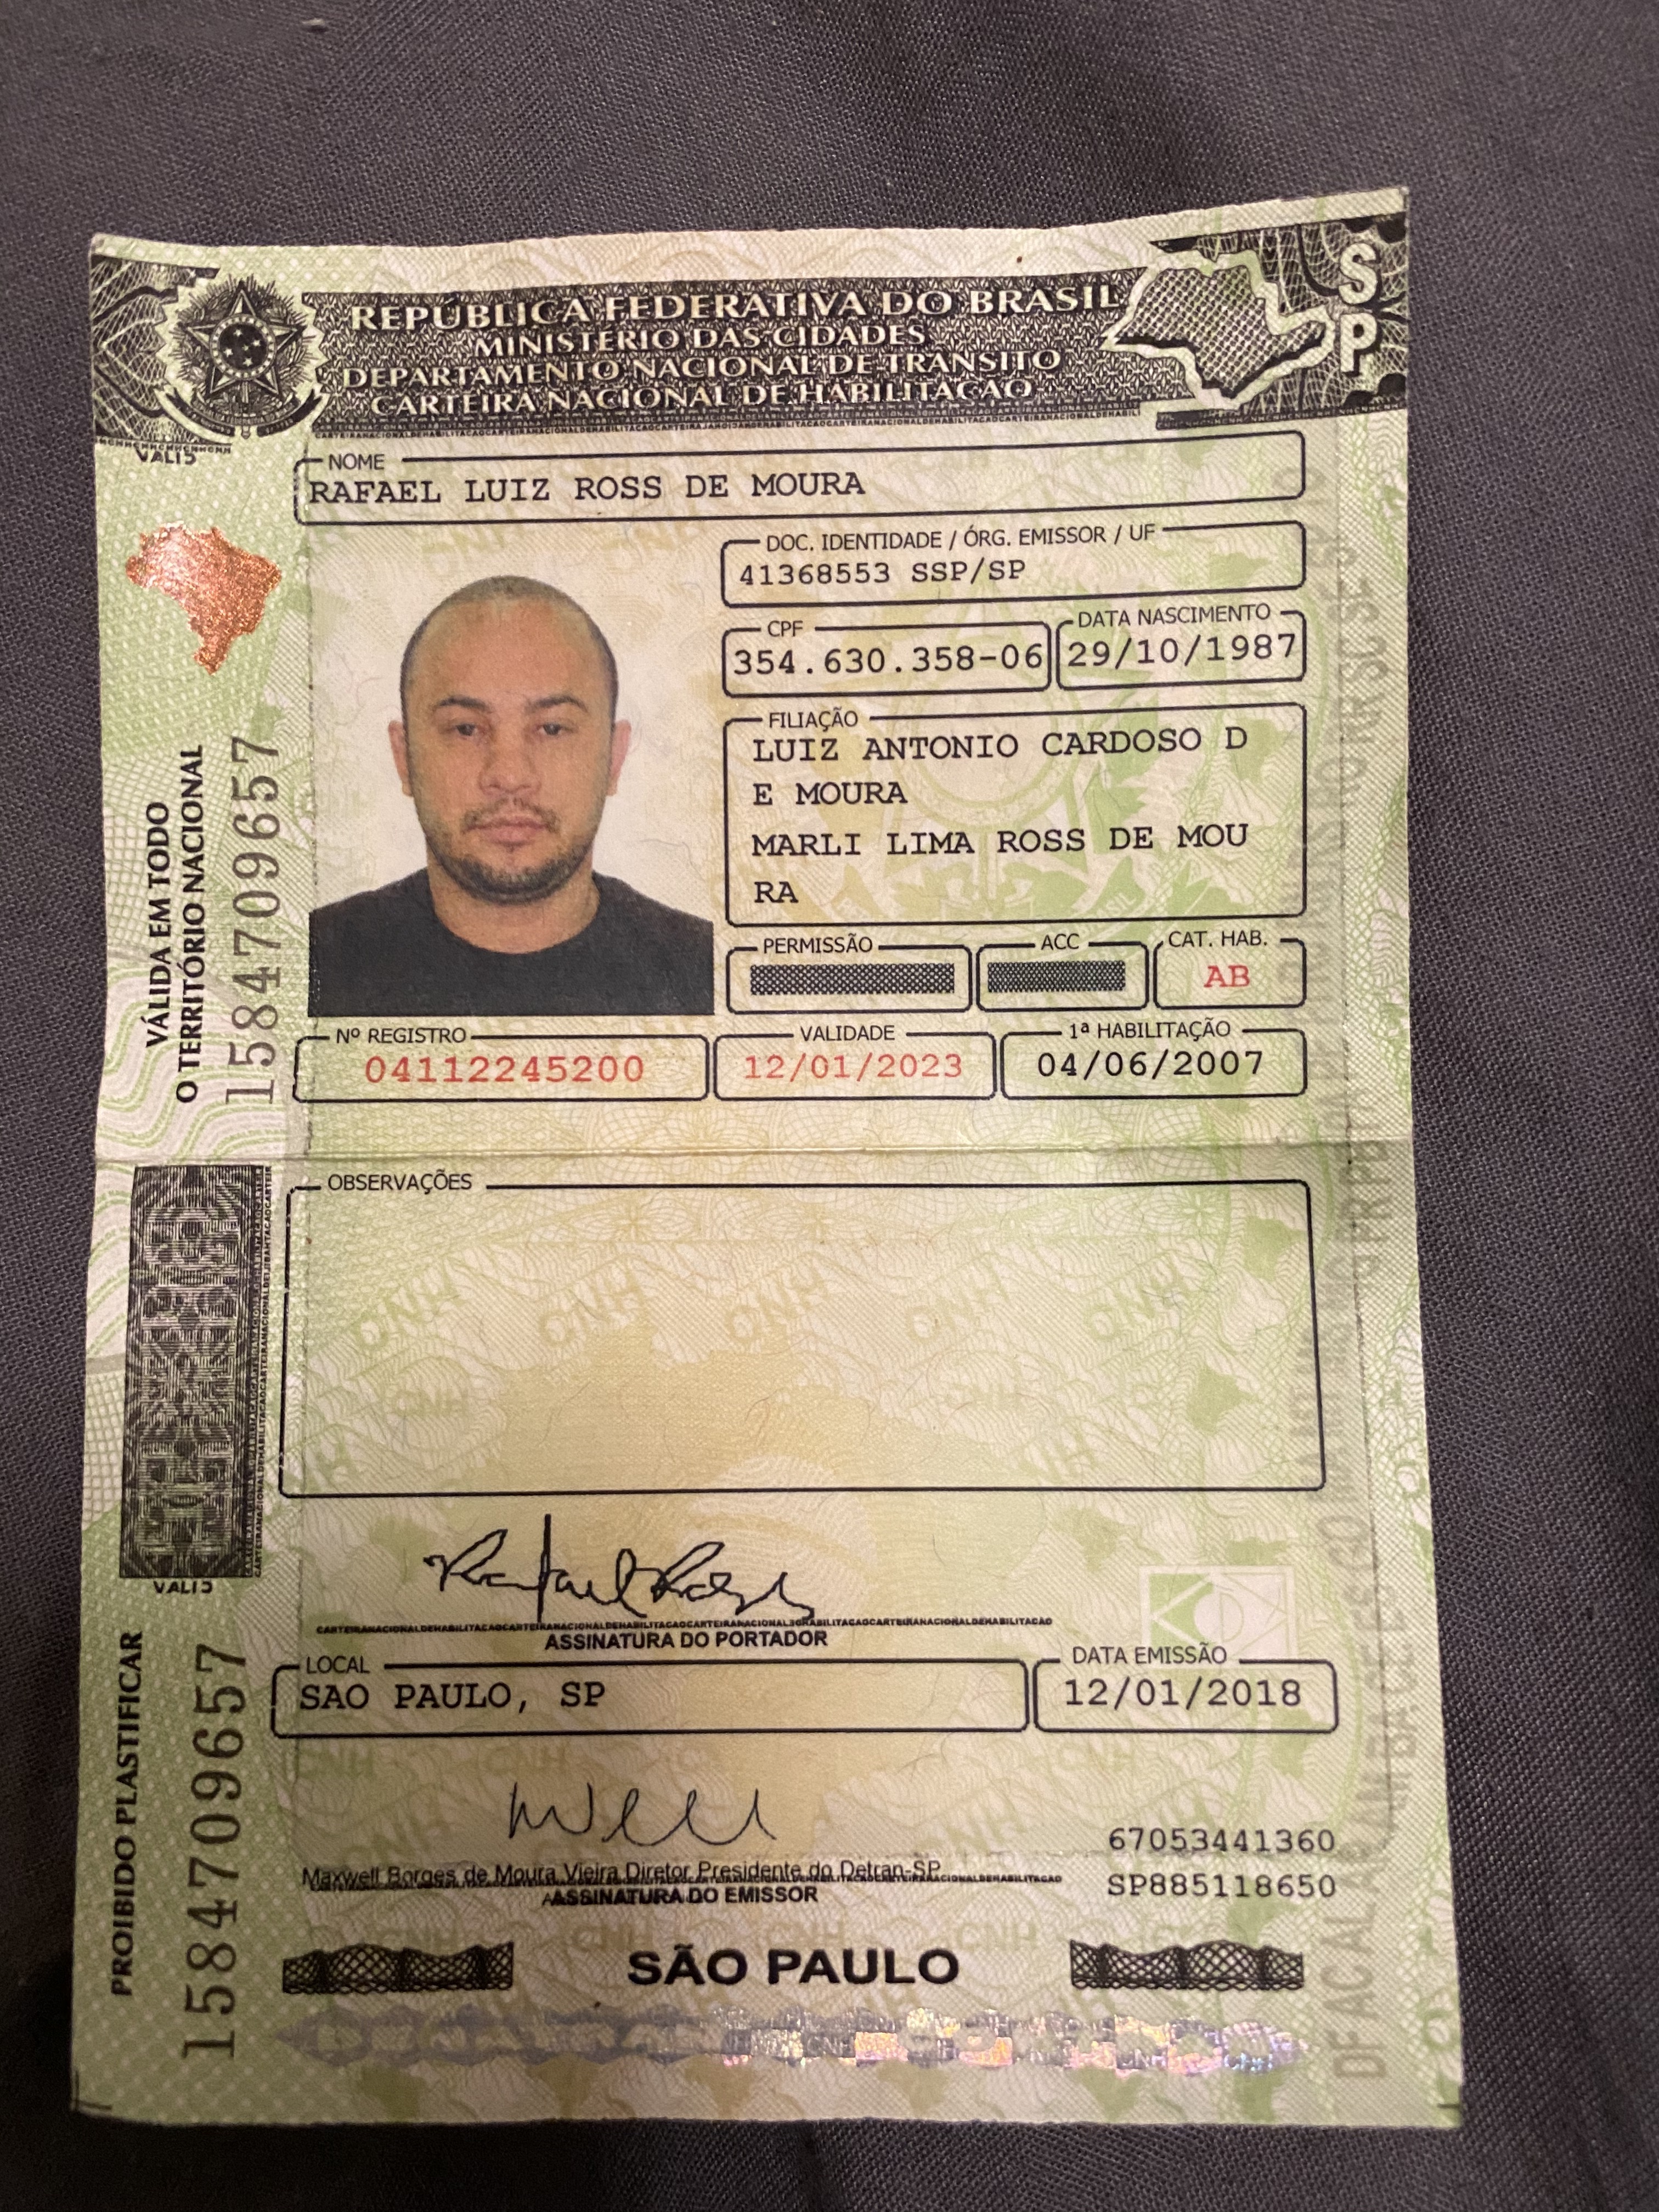 REPÚBLICA FEDERATIVA DO BRASIL
MINISTÉRIO DAS CIDADES
DEPARTAMENTO NACIONAL DE TRÂNSITO
CARTEIRA NACIONAL DE HABILITAÇÃO
SP
NOME
RAFAEL LUIZ ROSS DE MOURA
DOC. IDENTIDADE / ÓRG. EMISSOR / UF
41368553 SSP/SP
CPF
354.630.358-06
DATA NASCIMENTO
29/10/1987
FILIAÇÃO
LUIZ ANTONIO CARDOSO D
E MOURA
MARLI LIMA ROSS DE MOU
RA
PERMISSÃO
ACC
CAT. HAB.
AB
Nº REGISTRO
04112245200
VALIDADE
12/01/2023
1ª HABILITAÇÃO
04/06/2007
VÁLIDA EM TODO
O TERRITÓRIO NACIONAL
1584709657
OBSERVAÇÕES
Rafael Ross
ASSINATURA DO PORTADOR
LOCAL
SAO PAULO, SP
DATA EMISSÃO
12/01/2018
Maxwell Borges de Moura Vieira Diretor Presidente do Detran-SP
ASSINATURA DO EMISSOR
67053441360
SP885118650
PROIBIDO PLASTIFICAR
1584709657
SÃO PAULO